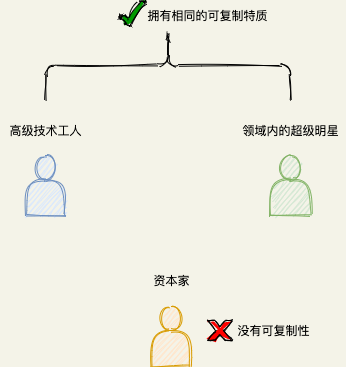 拥有相同的可复制特质
高级技术工人
领域内的超级明星
资本家
没有可复制性